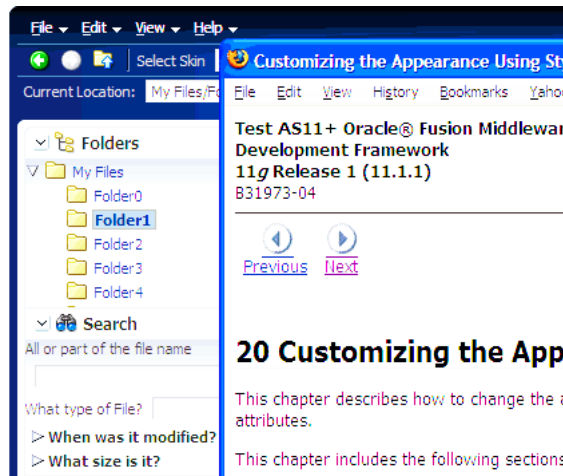 File Edit View Help
Select Skin
Current Location: My Files/Fo
Folders
My Files
Folder0
Folder1
Folder2
Folder3
Folder4
Search
All or part of the file name
What type of File?
When was it modified?
What size is it?
Customizing the Appearance Using St
File Edit View History Bookmarks Yahoo
Test AS11+ Oracle® Fusion Middlewar
Development Framework
11g Release 1 (11.1.1)
B31973-04
Previous Next
20 Customizing the App
This chapter describes how to change the a
attributes.
This chapter includes the following sections